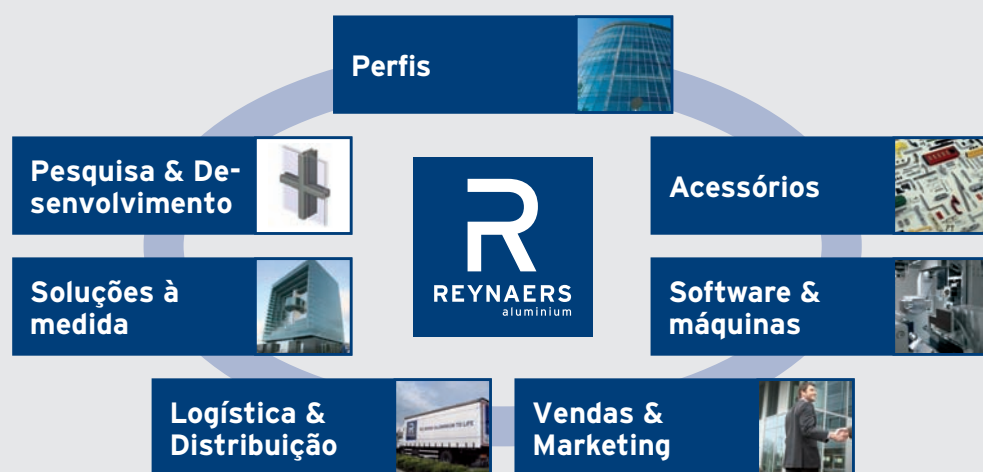 Perfis
Pesquisa & De-
senvolvimento
Acessórios
REYNAERS
aluminium
Soluções à
medida
Software &
máquinas
Logística &
Distribuição
Vendas &
Marketing